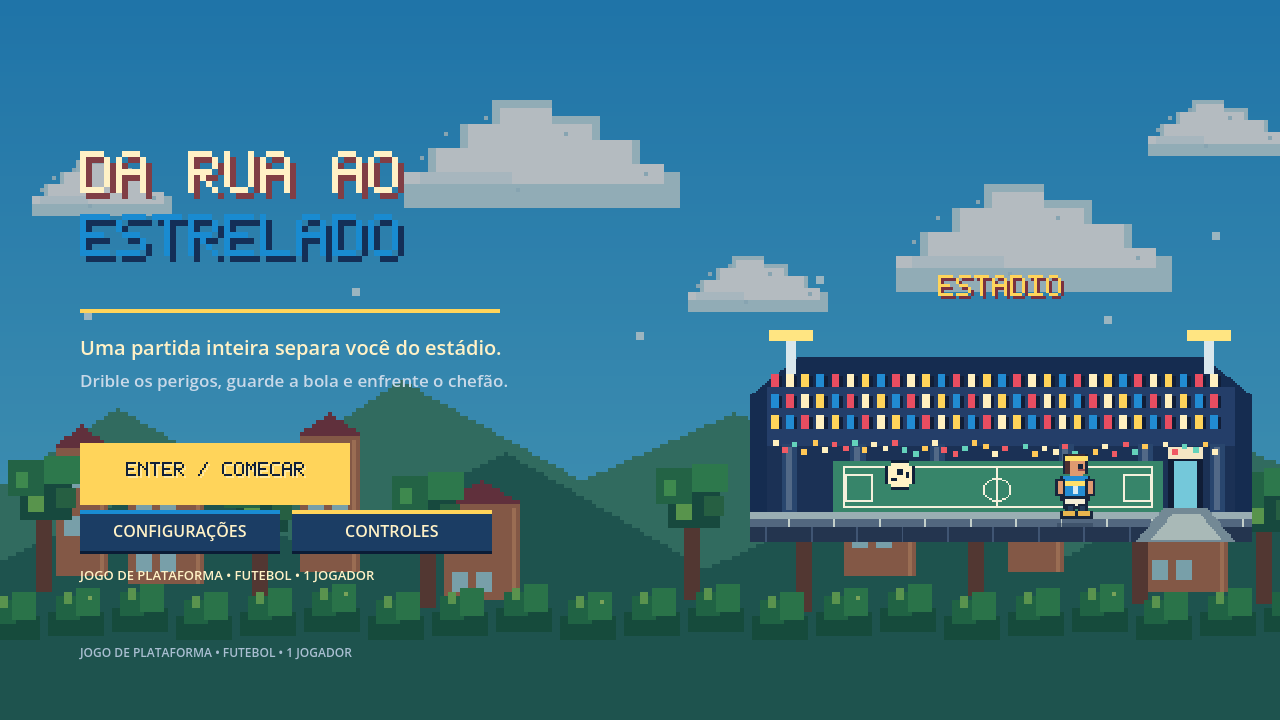 DA RUA AO
ESTRELADO
ESTADIO
Uma partida inteira separa você do estádio.
Drible os perigos, guarde a bola e enfrente o chefão.
ENTER / COMECAR
CONFIGURAÇÕES
CONTROLES
JOGO DE PLATAFORMA • FUTEBOL • 1 JOGADOR
JOGO DE PLATAFORMA • FUTEBOL • 1 JOGADOR